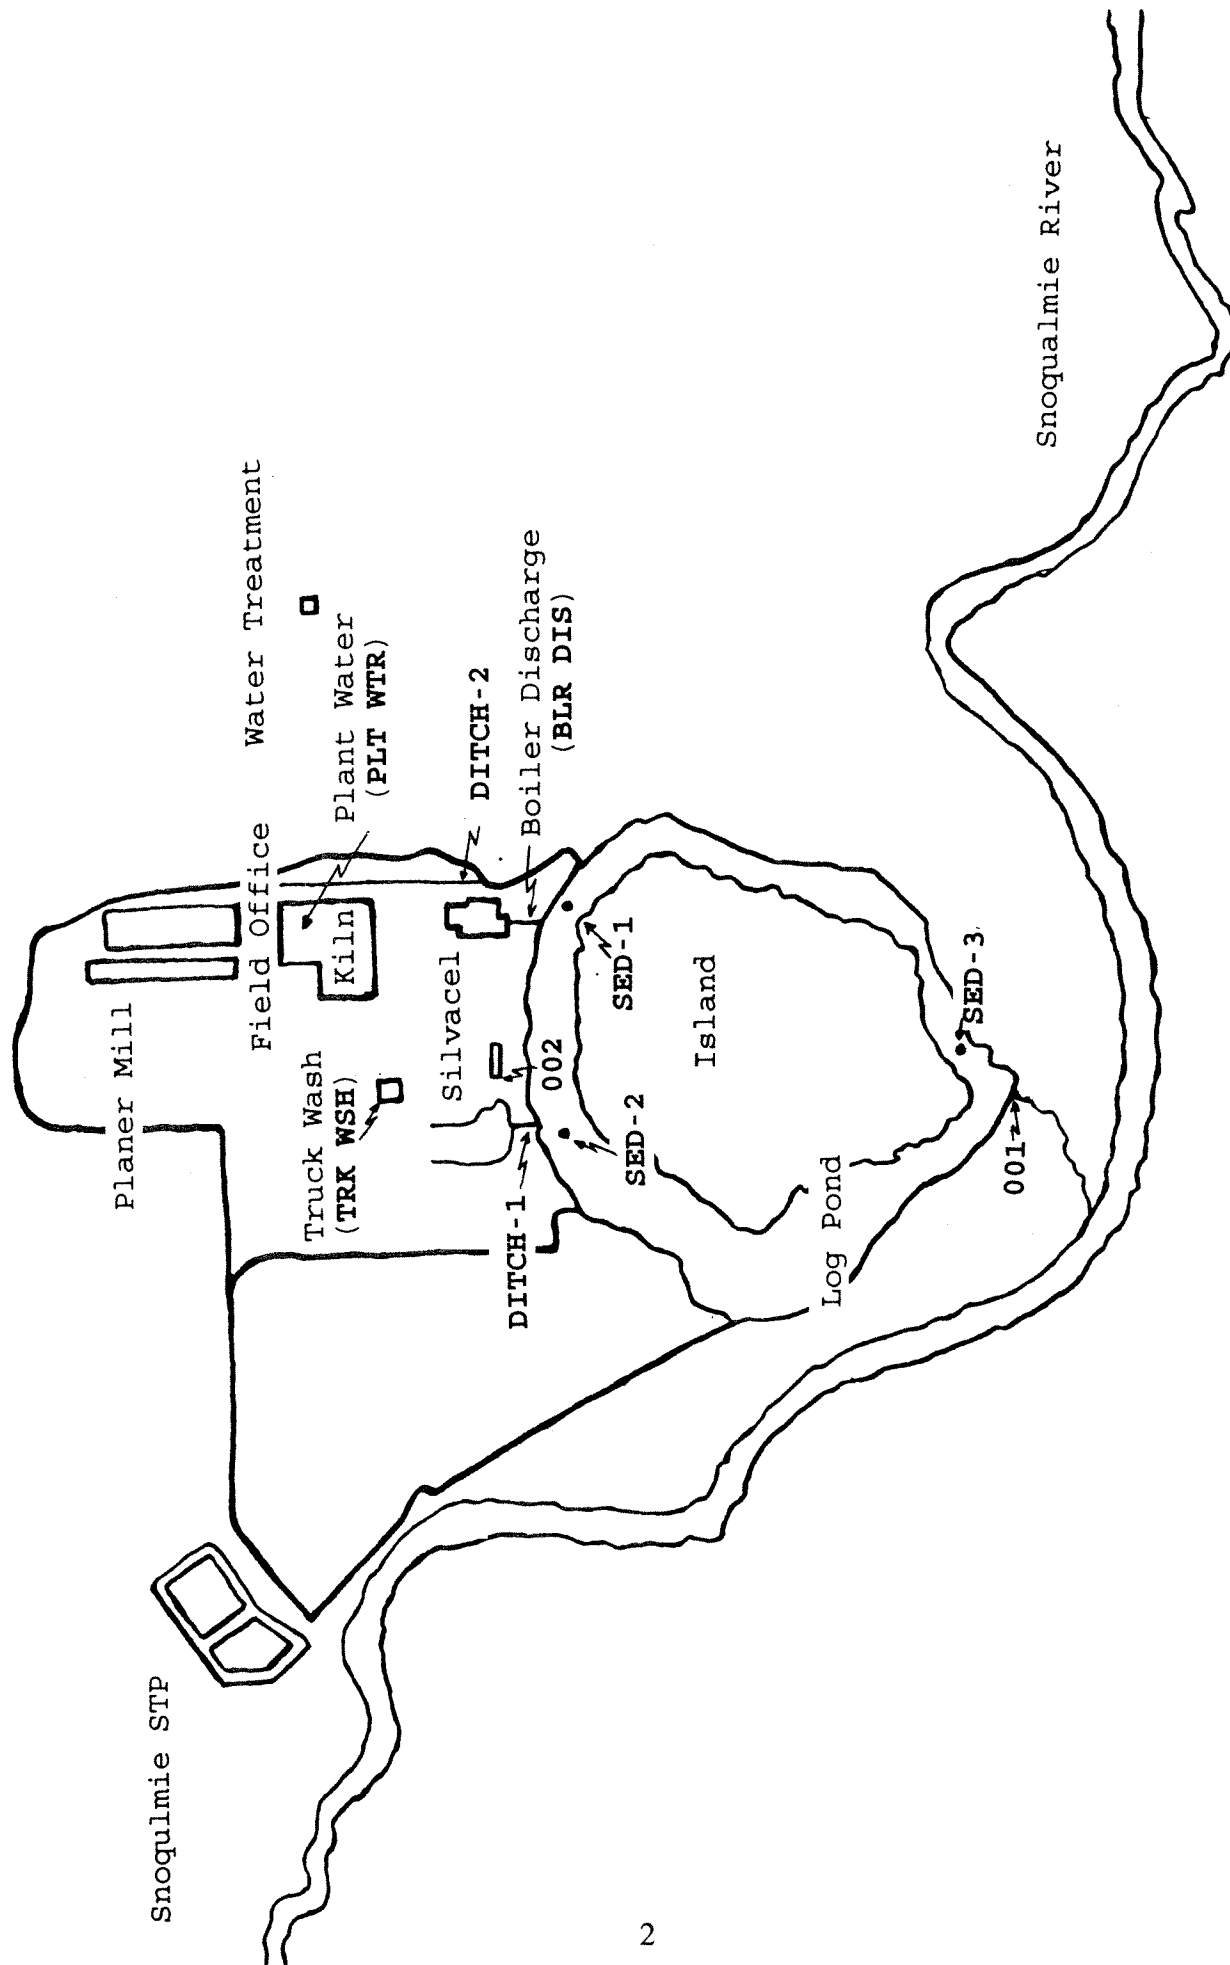 Snoqulmie STP
Planer Mill
Field Office
Water Treatment
Truck Wash
(TRK WSH)
Kiln
Plant Water
(PLT WTR)
Silvacel
DITCH-2
002
DITCH-1
Boiler Discharge
(BLR DIS)
SED-2
SED-1
Island
Log Pond
SED-3
001
Snoqualmie River
2